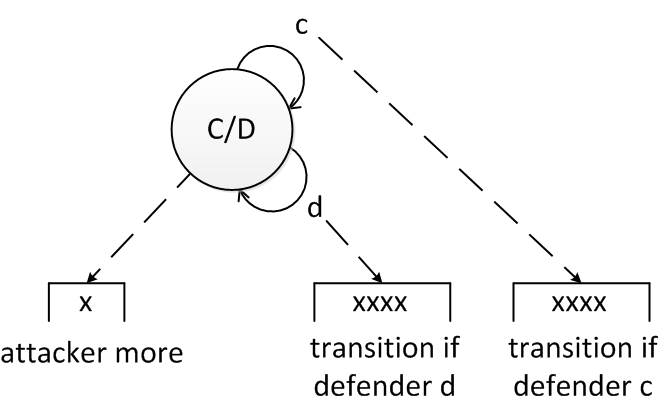 c
C/D
d
x
xxxx
xxxx
attacker more
transition if
defender d
transition if
defender c